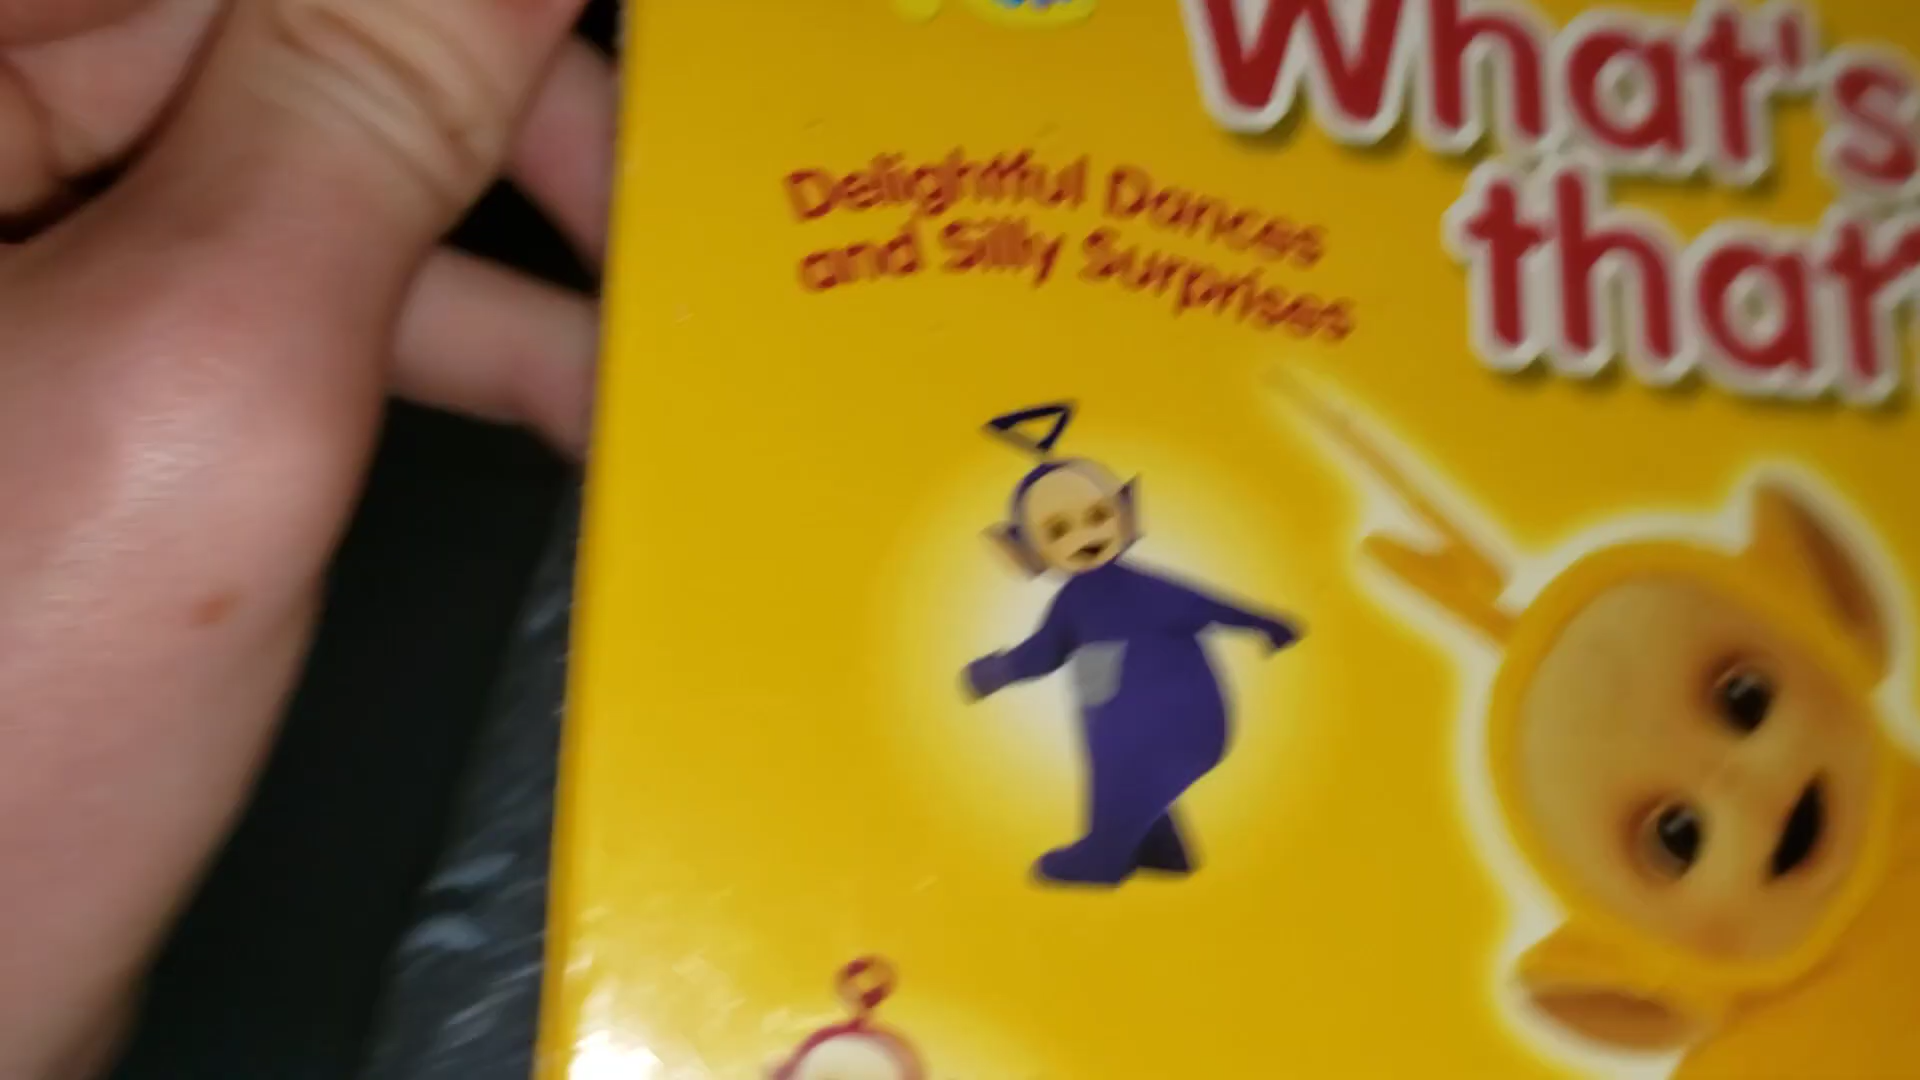 What's
that
Delightful Dances
and Silly Surprises